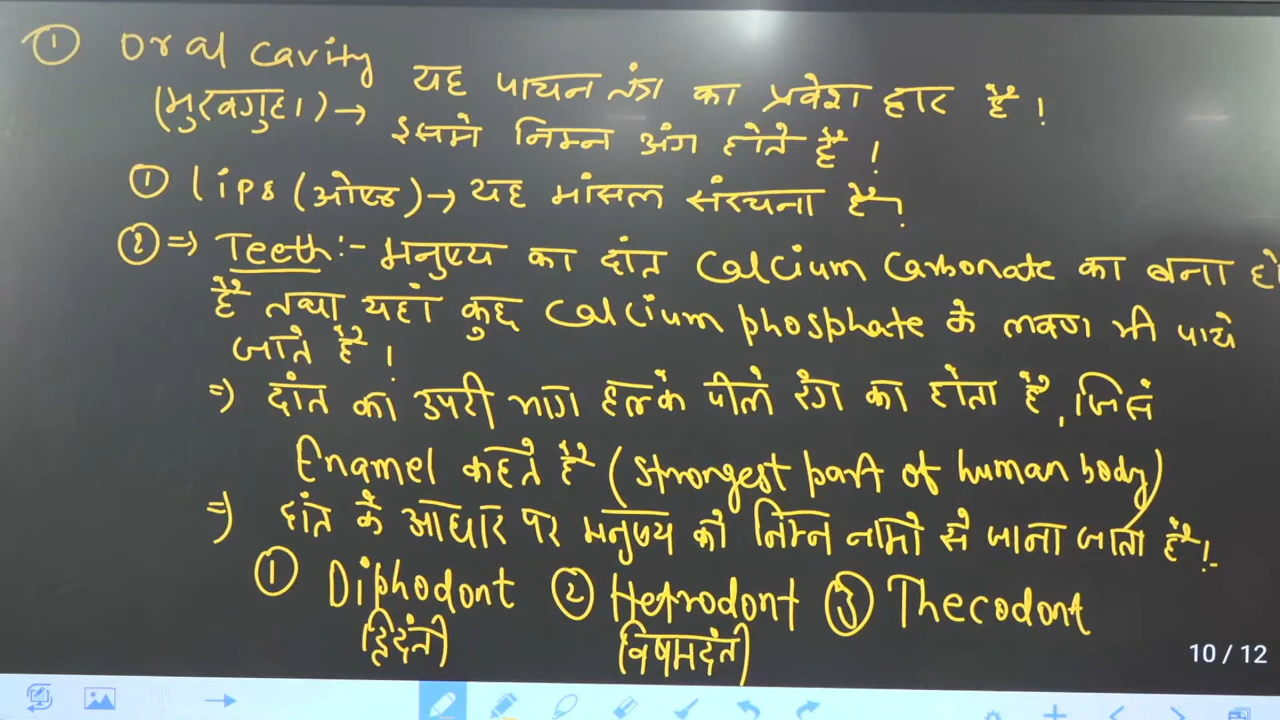 ① Oral cavity
(मुखगुहा) → यह पाचन तंत्र का प्रवेश द्वार है!
इसमे निम्न अंग होते है!
① Lips (ओष्ठ) → यह मांसल संरचना है!
② ⇒ Teeth :- मनुष्य का दांत Calcium Carbonate का बना हो
है तथा यहां कुछ Calcium phosphate के लवण भी पाये
जाते है!
⇒ दांत का उपरी भाग हल्के पीले रंग का होता है, जिसे
Enamel कहते है (strongest part of human body)
⇒ दांत के आधार पर मनुष्य को निम्न नामो से जाना जाता है!
① Diphodont ② Hetrodont ③ Thecodont
(द्विदंती) (विषमदंती)
10 / 12